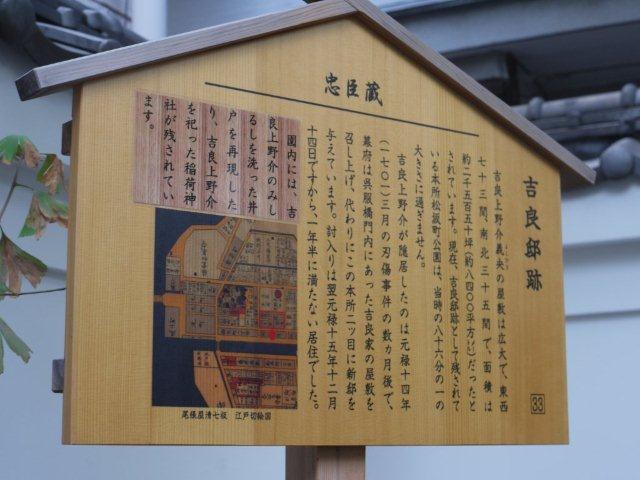 忠臣蔵
吉良邸跡
吉良上野介義央の屋敷は広大で、東西
七十三間、南北三十五間で、面積は
約二千五百五十坪(約八四〇〇平方㍍)だったと
されています。現在、吉良邸跡として残されて
いる本所松坂町公園は、当時の八十六分の一の
大きさに過ぎません。
吉良上野介が隠居したのは元禄十四年
(一七〇一)三月の刃傷事件の数カ月後で、
幕府は呉服橋門内にあった吉良家の屋敷を
召し上げ、代わりにこの本所二ツ目に新邸を
与えています。討入りは翌元禄十五年十二月
十四日ですから、一年半に満たない居住でした。
園内には、吉
良上野介のみし
るしを洗った井
戸を再現した
り、吉良上野介
を祀った稲荷神
社が残されてい
ます。
尾張屋清七板 江戸切絵図
33